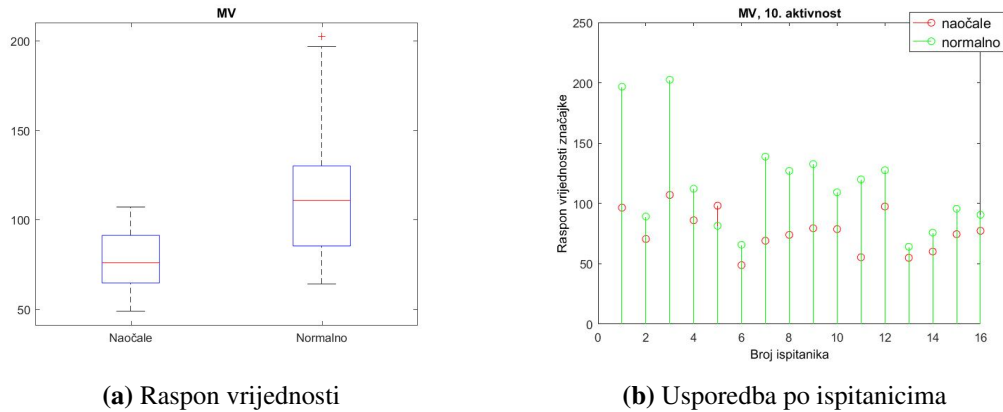 MV
200
150
100
50
Naočale
Normalno
(a) Raspon vrijednosti
MV, 10. aktivnost
naočale
normalno
Raspon vrijednosti značajke
250
200
150
100
50
0
0 2 4 6 8 10 12 14 16
Broj ispitanika
(b) Usporedba po ispitanicima